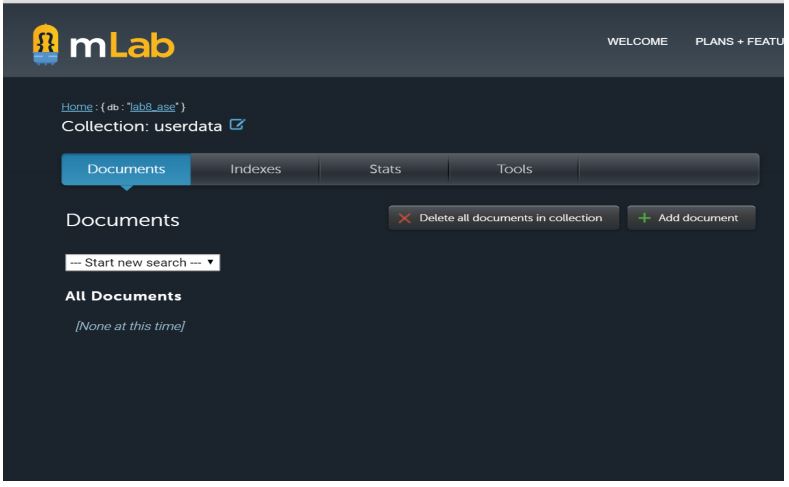 mLab
WELCOME PLANS + FEATU
Home : { db : "lab8_ase" }
Collection: userdata
Documents Indexes Stats Tools
Documents
Delete all documents in collection
Add document
--- Start new search ---
All Documents
[None at this time]